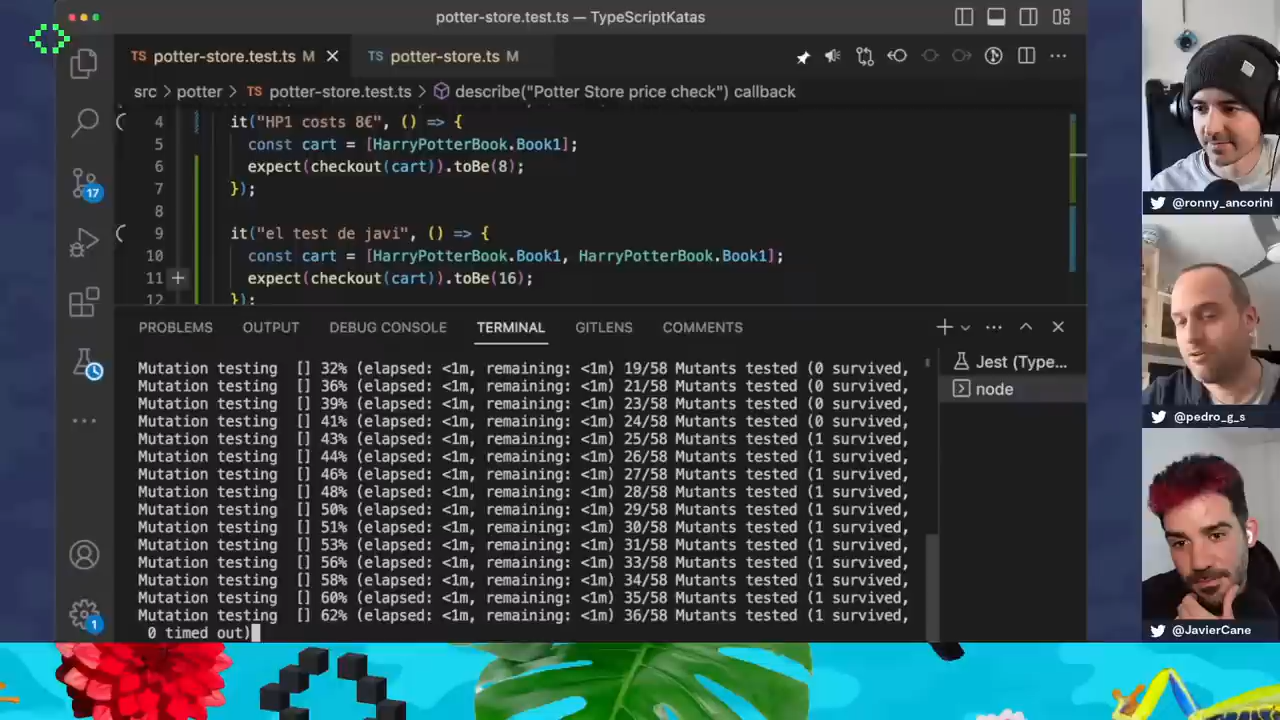 potter-store.test.ts — TypeScriptKatas
TS potter-store.test.ts M
TS potter-store.ts M
src > potter > TS potter-store.test.ts > describe("Potter Store price check") callback
4 it("HP1 costs 8€", () => {
5 const cart = [HarryPotterBook.Book1];
6 expect(checkout(cart)).toBe(8);
7 });
8
9 it("el test de javi", () => {
10 const cart = [HarryPotterBook.Book1, HarryPotterBook.Book1];
11 expect(checkout(cart)).toBe(16);
12 });
17
1
PROBLEMS OUTPUT DEBUG CONSOLE TERMINAL GITLENS COMMENTS
Jest (Type...
node
Mutation testing [] 32% (elapsed: <1m, remaining: <1m) 19/58 Mutants tested (0 survived,
Mutation testing [] 36% (elapsed: <1m, remaining: <1m) 21/58 Mutants tested (0 survived,
Mutation testing [] 39% (elapsed: <1m, remaining: <1m) 23/58 Mutants tested (0 survived,
Mutation testing [] 41% (elapsed: <1m, remaining: <1m) 24/58 Mutants tested (0 survived,
Mutation testing [] 43% (elapsed: <1m, remaining: <1m) 25/58 Mutants tested (1 survived,
Mutation testing [] 44% (elapsed: <1m, remaining: <1m) 26/58 Mutants tested (1 survived,
Mutation testing [] 46% (elapsed: <1m, remaining: <1m) 27/58 Mutants tested (1 survived,
Mutation testing [] 48% (elapsed: <1m, remaining: <1m) 28/58 Mutants tested (1 survived,
Mutation testing [] 50% (elapsed: <1m, remaining: <1m) 29/58 Mutants tested (1 survived,
Mutation testing [] 51% (elapsed: <1m, remaining: <1m) 30/58 Mutants tested (1 survived,
Mutation testing [] 53% (elapsed: <1m, remaining: <1m) 31/58 Mutants tested (1 survived,
Mutation testing [] 56% (elapsed: <1m, remaining: <1m) 33/58 Mutants tested (1 survived,
Mutation testing [] 58% (elapsed: <1m, remaining: <1m) 34/58 Mutants tested (1 survived,
Mutation testing [] 60% (elapsed: <1m, remaining: <1m) 35/58 Mutants tested (1 survived,
Mutation testing [] 62% (elapsed: <1m, remaining: <1m) 36/58 Mutants tested (1 survived,
0 timed out)
@ronny_ancorini
@pedro_g_s
@JavierCane